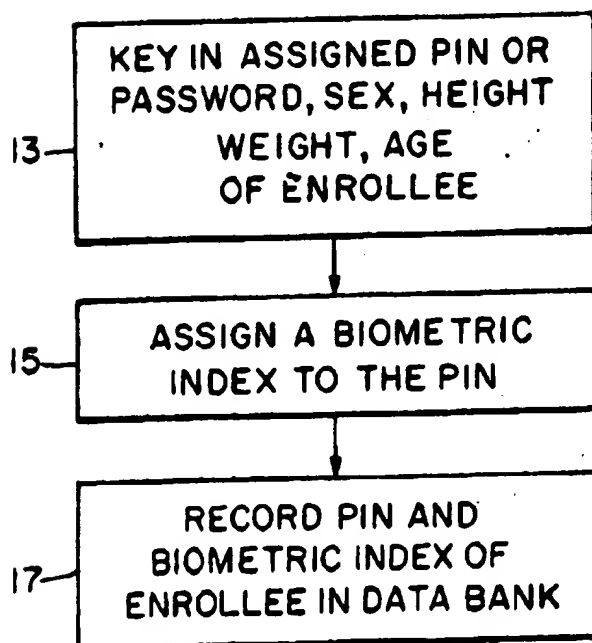 KEY IN ASSIGNED PIN OR
PASSWORD, SEX, HEIGHT
WEIGHT, AGE
OF ENROLLEE
13
ASSIGN A BIOMETRIC
INDEX TO THE PIN
15
RECORD PIN AND
BIOMETRIC INDEX OF
ENROLLEE IN DATA BANK
17